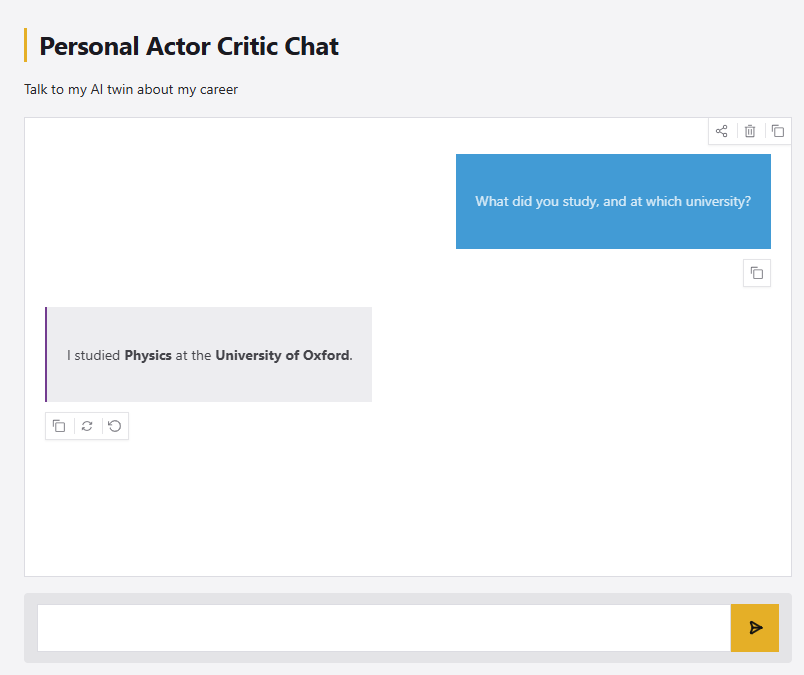 Personal Actor Critic Chat
Talk to my AI twin about my career
What did you study, and at which university?
I studied Physics at the University of Oxford.